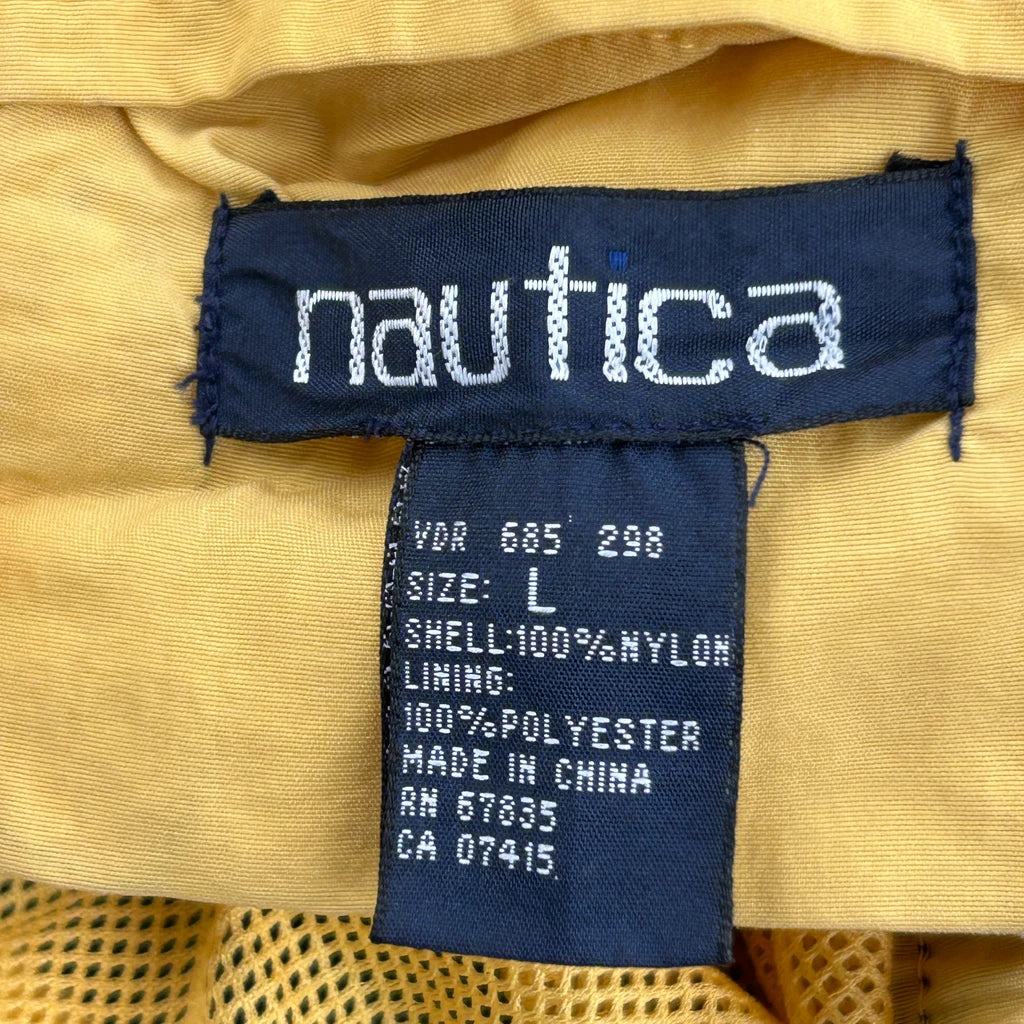 nautica
VDR 685 298
SIZE: L
SHELL:100%NYLON
LINING:
100%POLYESTER
MADE IN CHINA
RN 67835
CA 07415